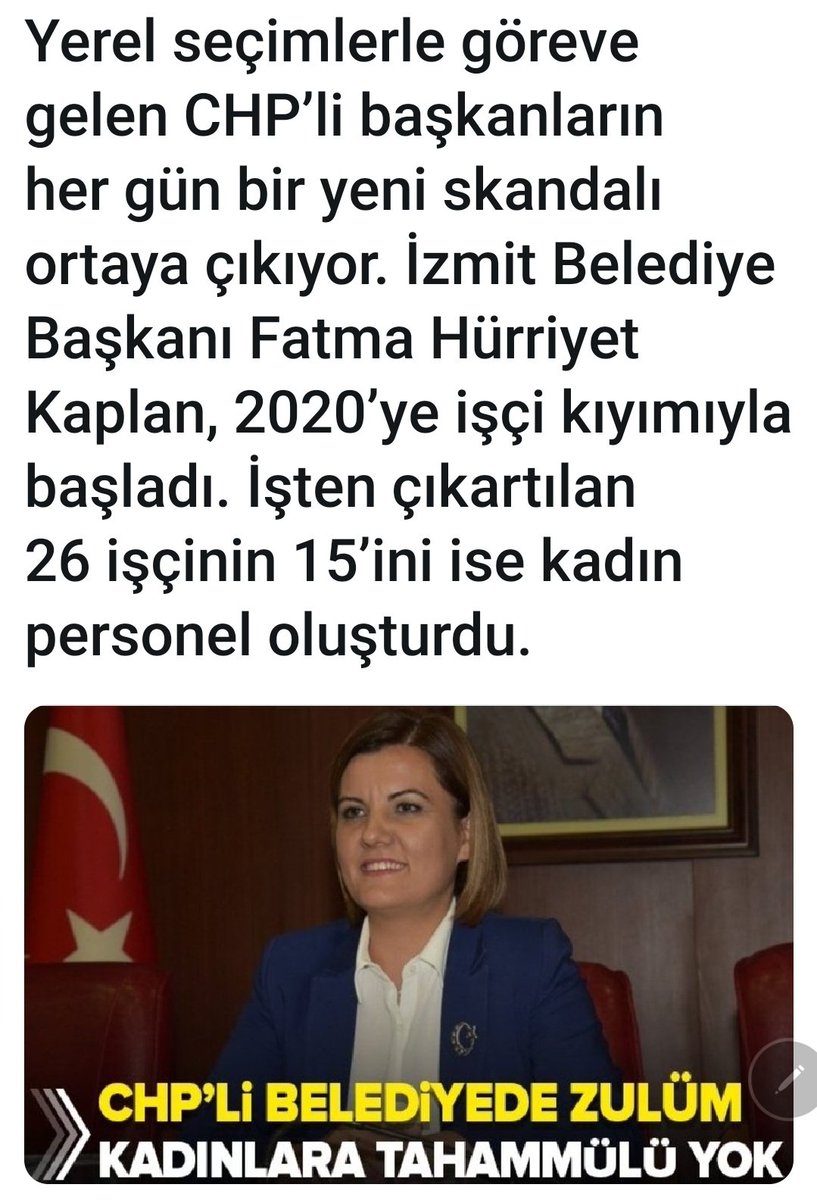 Yerel seçimlerle göreve
gelen CHP’li başkanların
her gün bir yeni skandalı
ortaya çıkıyor. İzmit Belediye
Başkanı Fatma Hürriyet
Kaplan, 2020’ye işçi kıyımıyla
başladı. İşten çıkartılan
26 işçinin 15’ini ise kadın
personel oluşturdu.
CHP’Lİ BELEDİYEDE ZULÜM
KADINLARA TAHAMMÜLÜ YOK